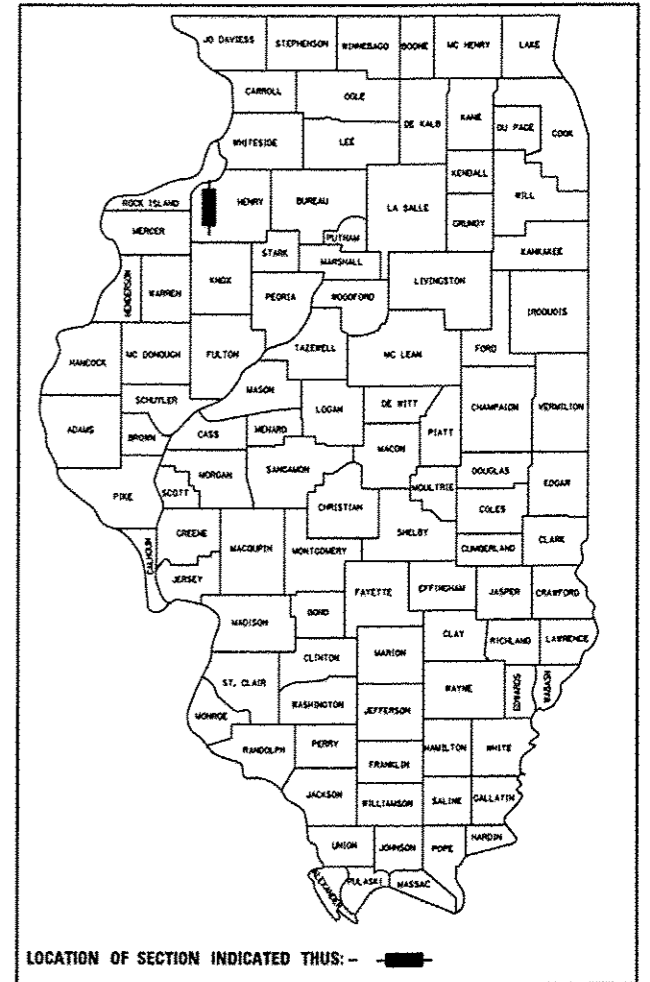 JO DAVIESS STEPHENSON WINNEBAGO BOONE MC HENRY LAKE
CARROLL OGLE DE KALB KANE DU PAGE COOK
WHITESIDE LEE
KENDALL WILL
ROCK ISLAND HENRY BUREAU LA SALLE GRUNDY
MERCER PUTNAM
STARK MARSHALL KANKAKEE
HENDERSON WARREN KNOX PEORIA WOODFORD LIVINGSTON IROQUOIS
HANCOCK MC DONOUGH FULTON TAZEWELL MC LEAN FORD
MASON
SCHUYLER LOGAN DE WITT CHAMPAION VERMILION
ADAMS BROWN CASS MENARD PIATT
MACON
MORGAN SANGAMON DOUGLAS EDGAR
PIKE SCOTT MOULTRIE
CHRISTIAN COLES
GREENE SHELBY
CALHOUN MACOUPIN MONTGOMERY CUMBERLAND CLARK
JERSEY
FAYETTE EFFINGHAM JASPER CRAWFORD
MADISON BOND
CLAY RICHLAND LAWRENCE
CLINTON MARION
ST. CLAIR WAYNE EDWARDS WABASH
WASHINGTON JEFFERSON
MONROE
RANDOLPH PERRY HAMILTON WHITE
FRANKLIN
JACKSON WILLIAMSON SALINE GALLATIN
UNION JOHNSON POPE HARDIN
ALEXANDER PULASKI MASSAC
LOCATION OF SECTION INDICATED THUS:-